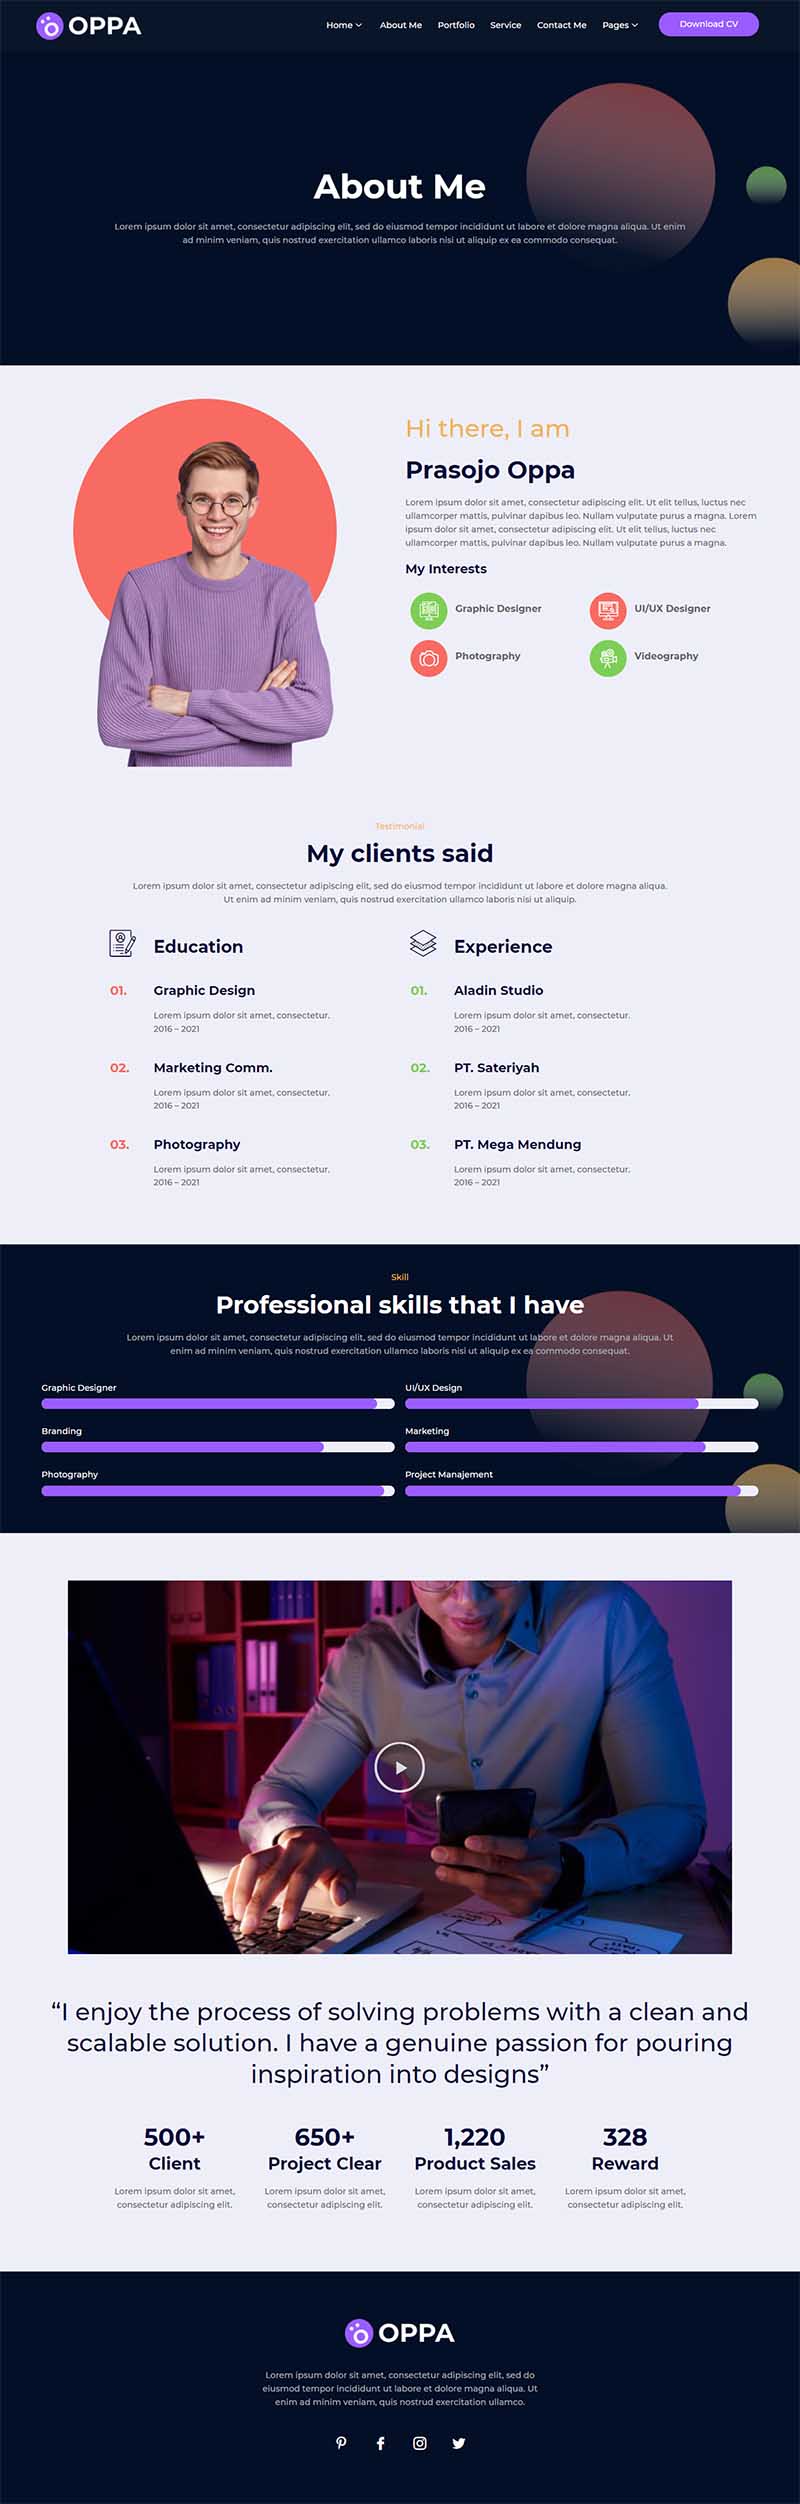 OPPA
Home About Me Portfolio Service Contact Me Pages Download CV
About Me
Lorem ipsum dolor sit amet, consectetur adipiscing elit, sed do eiusmod tempor incididunt ut labore et dolore magna aliqua. Ut enim
ad minim veniam, quis nostrud exercitation ullamco laboris nisi ut aliquip ex ea commodo consequat.
Hi there, I am
Prasojo Oppa
Lorem ipsum dolor sit amet, consectetur adipiscing elit. Ut elit tellus, luctus nec
ullamcorper mattis, pulvinar dapibus leo. Nullam vulputate purus a magna. Lorem
ipsum dolor sit amet, consectetur adipiscing elit. Ut elit tellus, luctus nec
ullamcorper mattis, pulvinar dapibus leo. Nullam vulputate purus a magna.
My Interests
Graphic Designer
UI/UX Designer
Photography
Videography
Testimonial
My clients said
Lorem ipsum dolor sit amet, consectetur adipiscing elit, sed do eiusmod tempor incididunt ut labore et dolore magna aliqua.
Ut enim ad minim veniam, quis nostrud exercitation ullamco laboris nisi ut aliquip.
Education
01. Graphic Design
Lorem ipsum dolor sit amet, consectetur.
2016 – 2021
02. Marketing Comm.
Lorem ipsum dolor sit amet, consectetur.
2016 – 2021
03. Photography
Lorem ipsum dolor sit amet, consectetur.
2016 – 2021
Experience
01. Aladin Studio
Lorem ipsum dolor sit amet, consectetur.
2016 – 2021
02. PT. Sateriyah
Lorem ipsum dolor sit amet, consectetur.
2016 – 2021
03. PT. Mega Mendung
Lorem ipsum dolor sit amet, consectetur.
2016 – 2021
Skill
Professional skills that I have
Lorem ipsum dolor sit amet, consectetur adipiscing elit, sed do eiusmod tempor incididunt ut labore et dolore magna aliqua. Ut
enim ad minim veniam, quis nostrud exercitation ullamco laboris nisi ut aliquip ex ea commodo consequat.
Graphic Designer
UI/UX Design
Branding
Marketing
Photography
Project Manajement
“I enjoy the process of solving problems with a clean and
scalable solution. I have a genuine passion for pouring
inspiration into designs”
500+
Client
Lorem ipsum dolor sit amet,
consectetur adipiscing elit.
650+
Project Clear
Lorem ipsum dolor sit amet,
consectetur adipiscing elit.
1,220
Product Sales
Lorem ipsum dolor sit amet,
consectetur adipiscing elit.
328
Reward
Lorem ipsum dolor sit amet,
consectetur adipiscing elit.
OPPA
Lorem ipsum dolor sit amet, consectetur adipiscing elit, sed do
eiusmod tempor incididunt ut labore et dolore magna aliqua. Ut
enim ad minim veniam, quis nostrud exercitation ullamco.